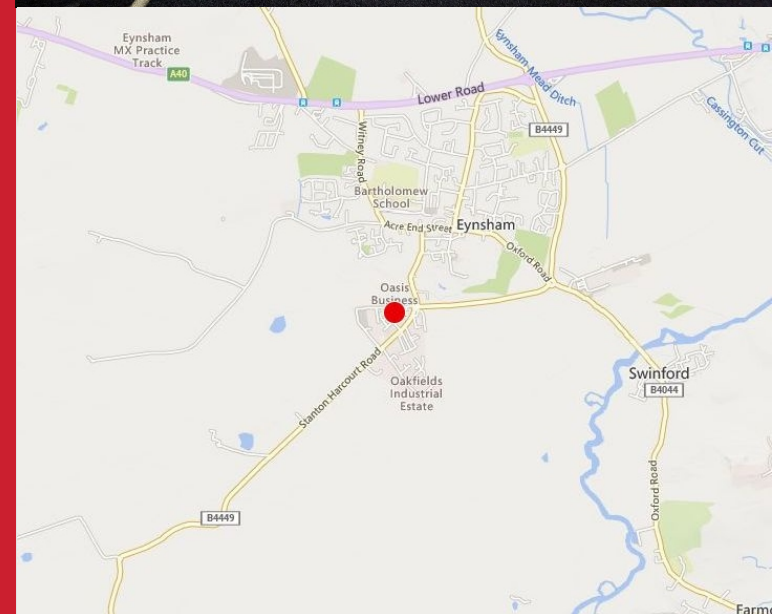 Eynsham
MX Practice
Track
A40
Lower Road
Eynsham Mead Ditch
Cassington Cut
B4449
Witney Road
Bartholomew
School
Acre End Street
Eynsham
Oxford Road
Oasis
Business
Stanton Harcourt Road
Oakfields
Industrial
Estate
Swinford
B4044
Oxford Road
B4449
Farmo